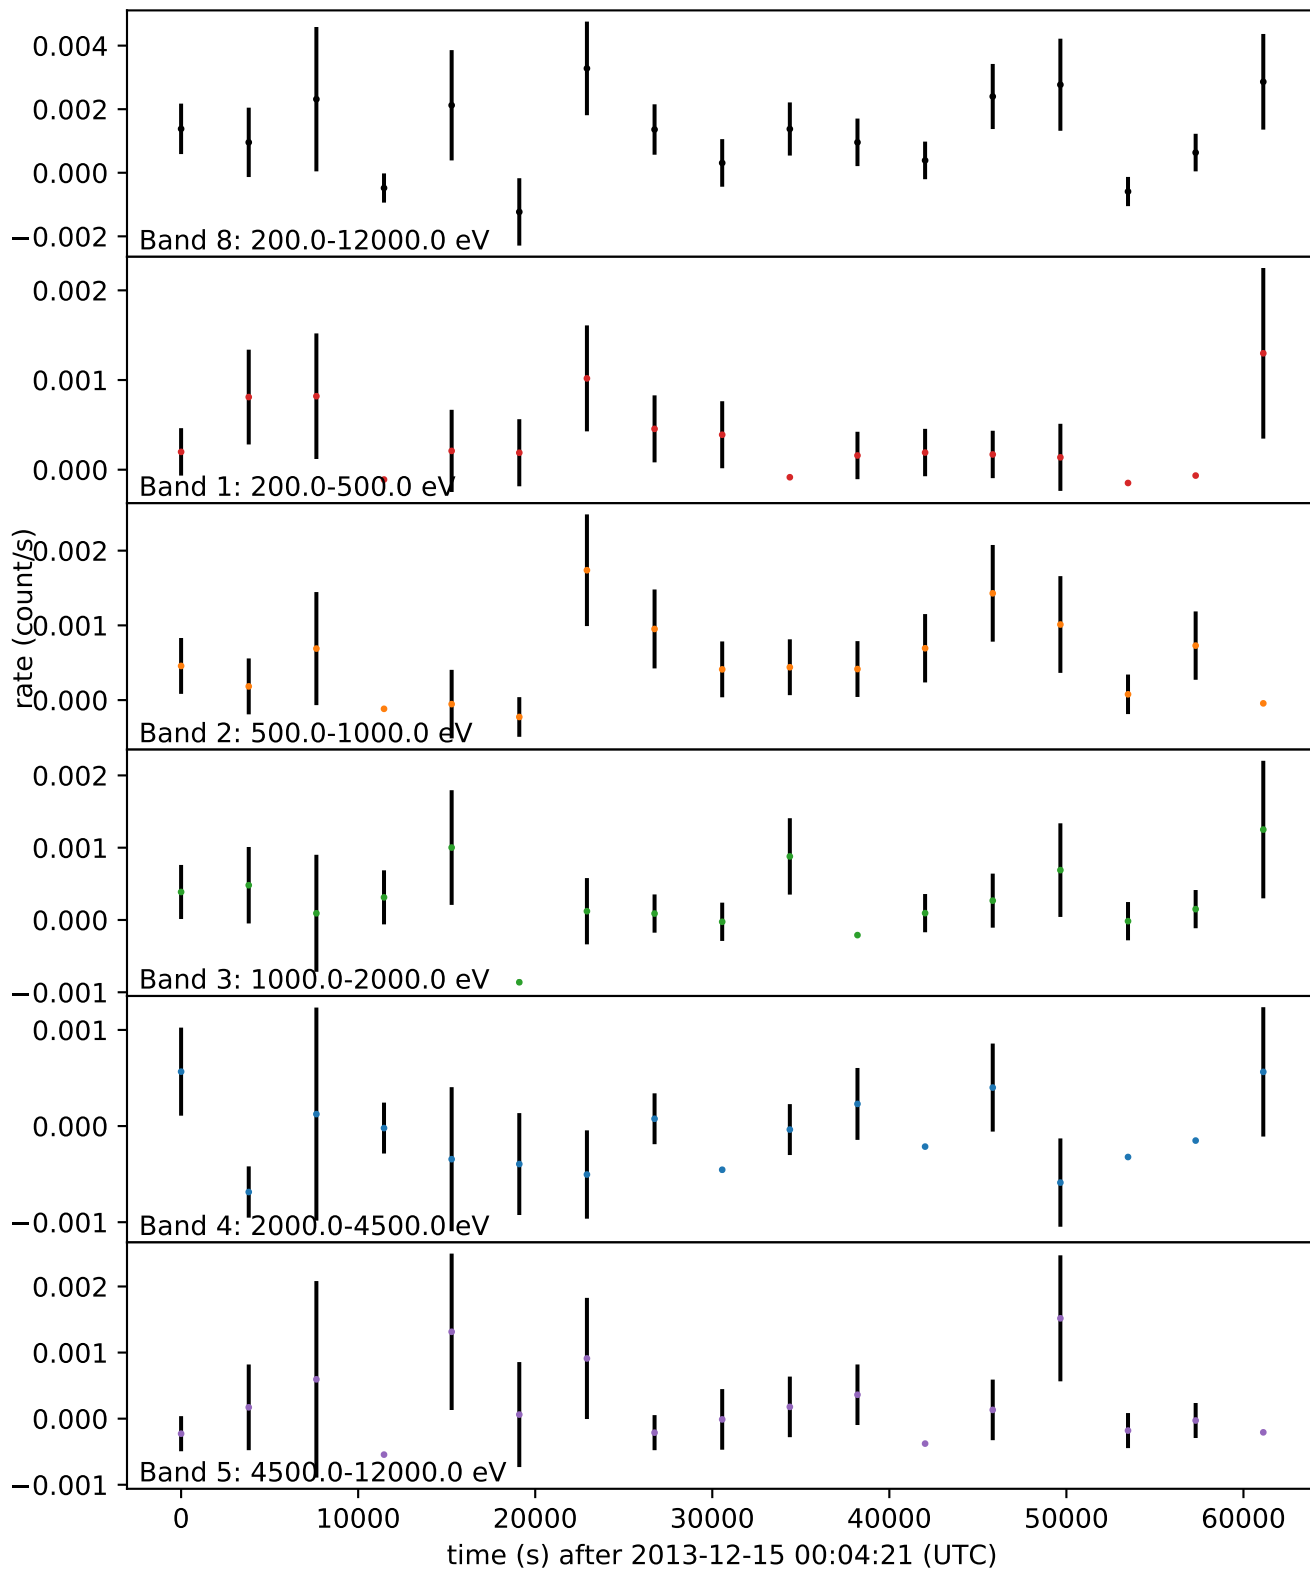 0.004
0.002
0.000
−0.002
Band 8: 200.0-12000.0 eV
0.002
0.001
0.000
Band 1: 200.0-500.0 eV
rate (count/s)
0.002
0.001
0.000
Band 2: 500.0-1000.0 eV
0.002
0.001
0.000
−0.001
Band 3: 1000.0-2000.0 eV
0.001
0.000
−0.001
Band 4: 2000.0-4500.0 eV
0.002
0.001
0.000
−0.001
Band 5: 4500.0-12000.0 eV
0 10000 20000 30000 40000 50000 60000
time (s) after 2013-12-15 00:04:21 (UTC)